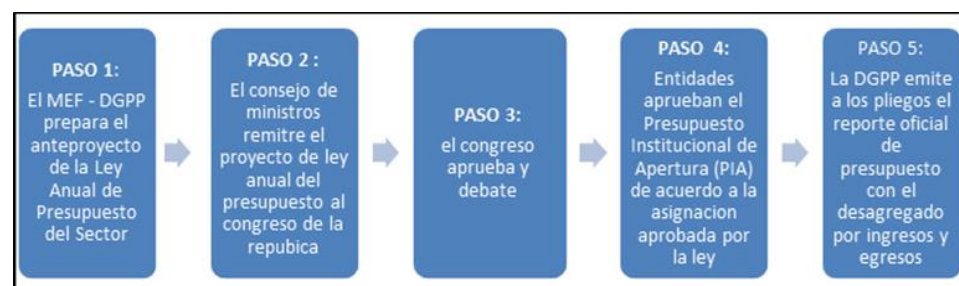 PASO 1:
El MEF - DGPP
prepara el
anteproyecto
de la Ley
Anual de
Presupuesto
del Sector
PASO 2 :
El consejo de
ministros
remitre el
proyecto de ley
anual del
presupuesto al
congreso de la
repubica
PASO 3:
el congreso
aprueba y
debate
PASO 4:
Entidades
aprueban el
Presupuesto
Institucional de
Apertura (PIA)
de acuerdo a la
asignacion
aprobada por
la ley
PASO 5:
La DGPP emite
a los pliegos el
reporte oficial
de
presupuesto
con el
desagregado
por ingresos y
egresos